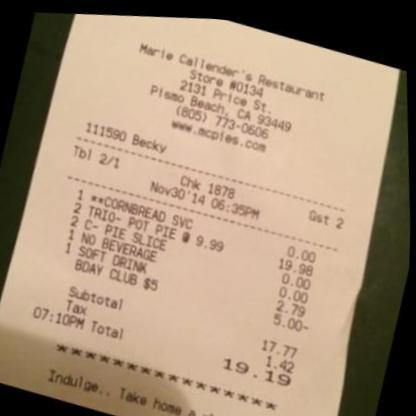 Marie Callender's Restaurant
Store #0134
2131 Price St.
Pismo Beach, CA 93449
(805) 773-0606
www.mcpies.com
111590 Becky
Tbl 2/1 Chk 1878 Gst 2
Nov30'14 06:35PM
1 **CORNBREAD SVC 0.00
2 TRIO- POT PIE @ 9.99 19.98
2 C- PIE SLICE 0.00
1 NO BEVERAGE 0.00
1 SOFT DRINK 2.79
BDAY CLUB $5 5.00-
Subtotal 17.77
Tax 1.42
07:10PM Total 19.19
*****************
Indulge.. Take home a